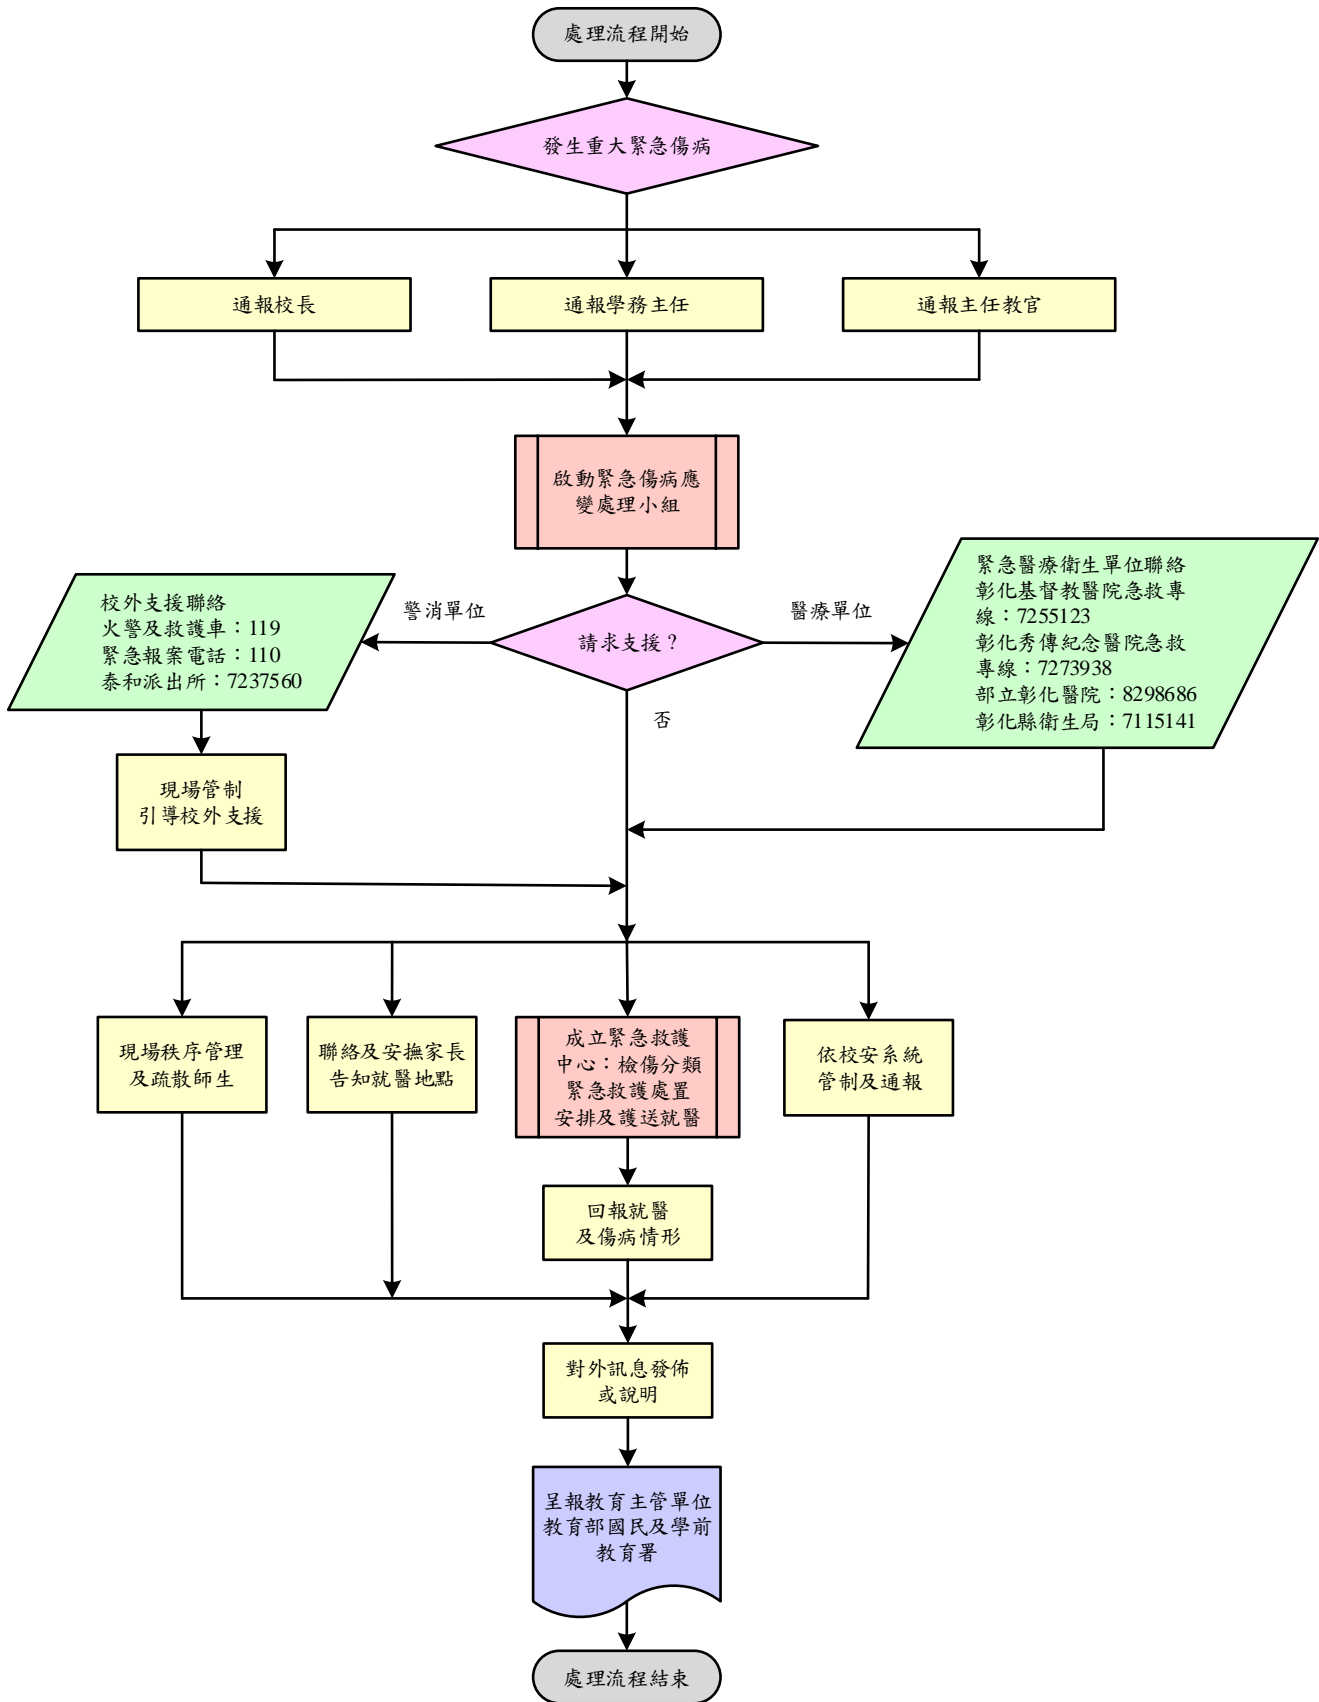 處理流程開始
發生重大緊急傷病
通報校長
通報學務主任
通報主任教官
啟動緊急傷病應
變處理小組
校外支援聯絡
火警及救護車：119
緊急報案電話：110
泰和派出所：7237560
警消單位
請求支援？
醫療單位
緊急醫療衛生單位聯絡
彰化基督教醫院急救專
線：7255123
彰化秀傳紀念醫院急救
專線：7273938
部立彰化醫院：8298686
彰化縣衛生局：7115141
否
現場管制
引導校外支援
現場秩序管理
及疏散師生
聯絡及安撫家長
告知就醫地點
成立緊急救護
中心：檢傷分類
緊急救護處置
安排及護送就醫
依校安系統
管制及通報
回報就醫
及傷病情形
對外訊息發佈
或說明
呈報教育主管單位
教育部國民及學前
教育署
處理流程結束